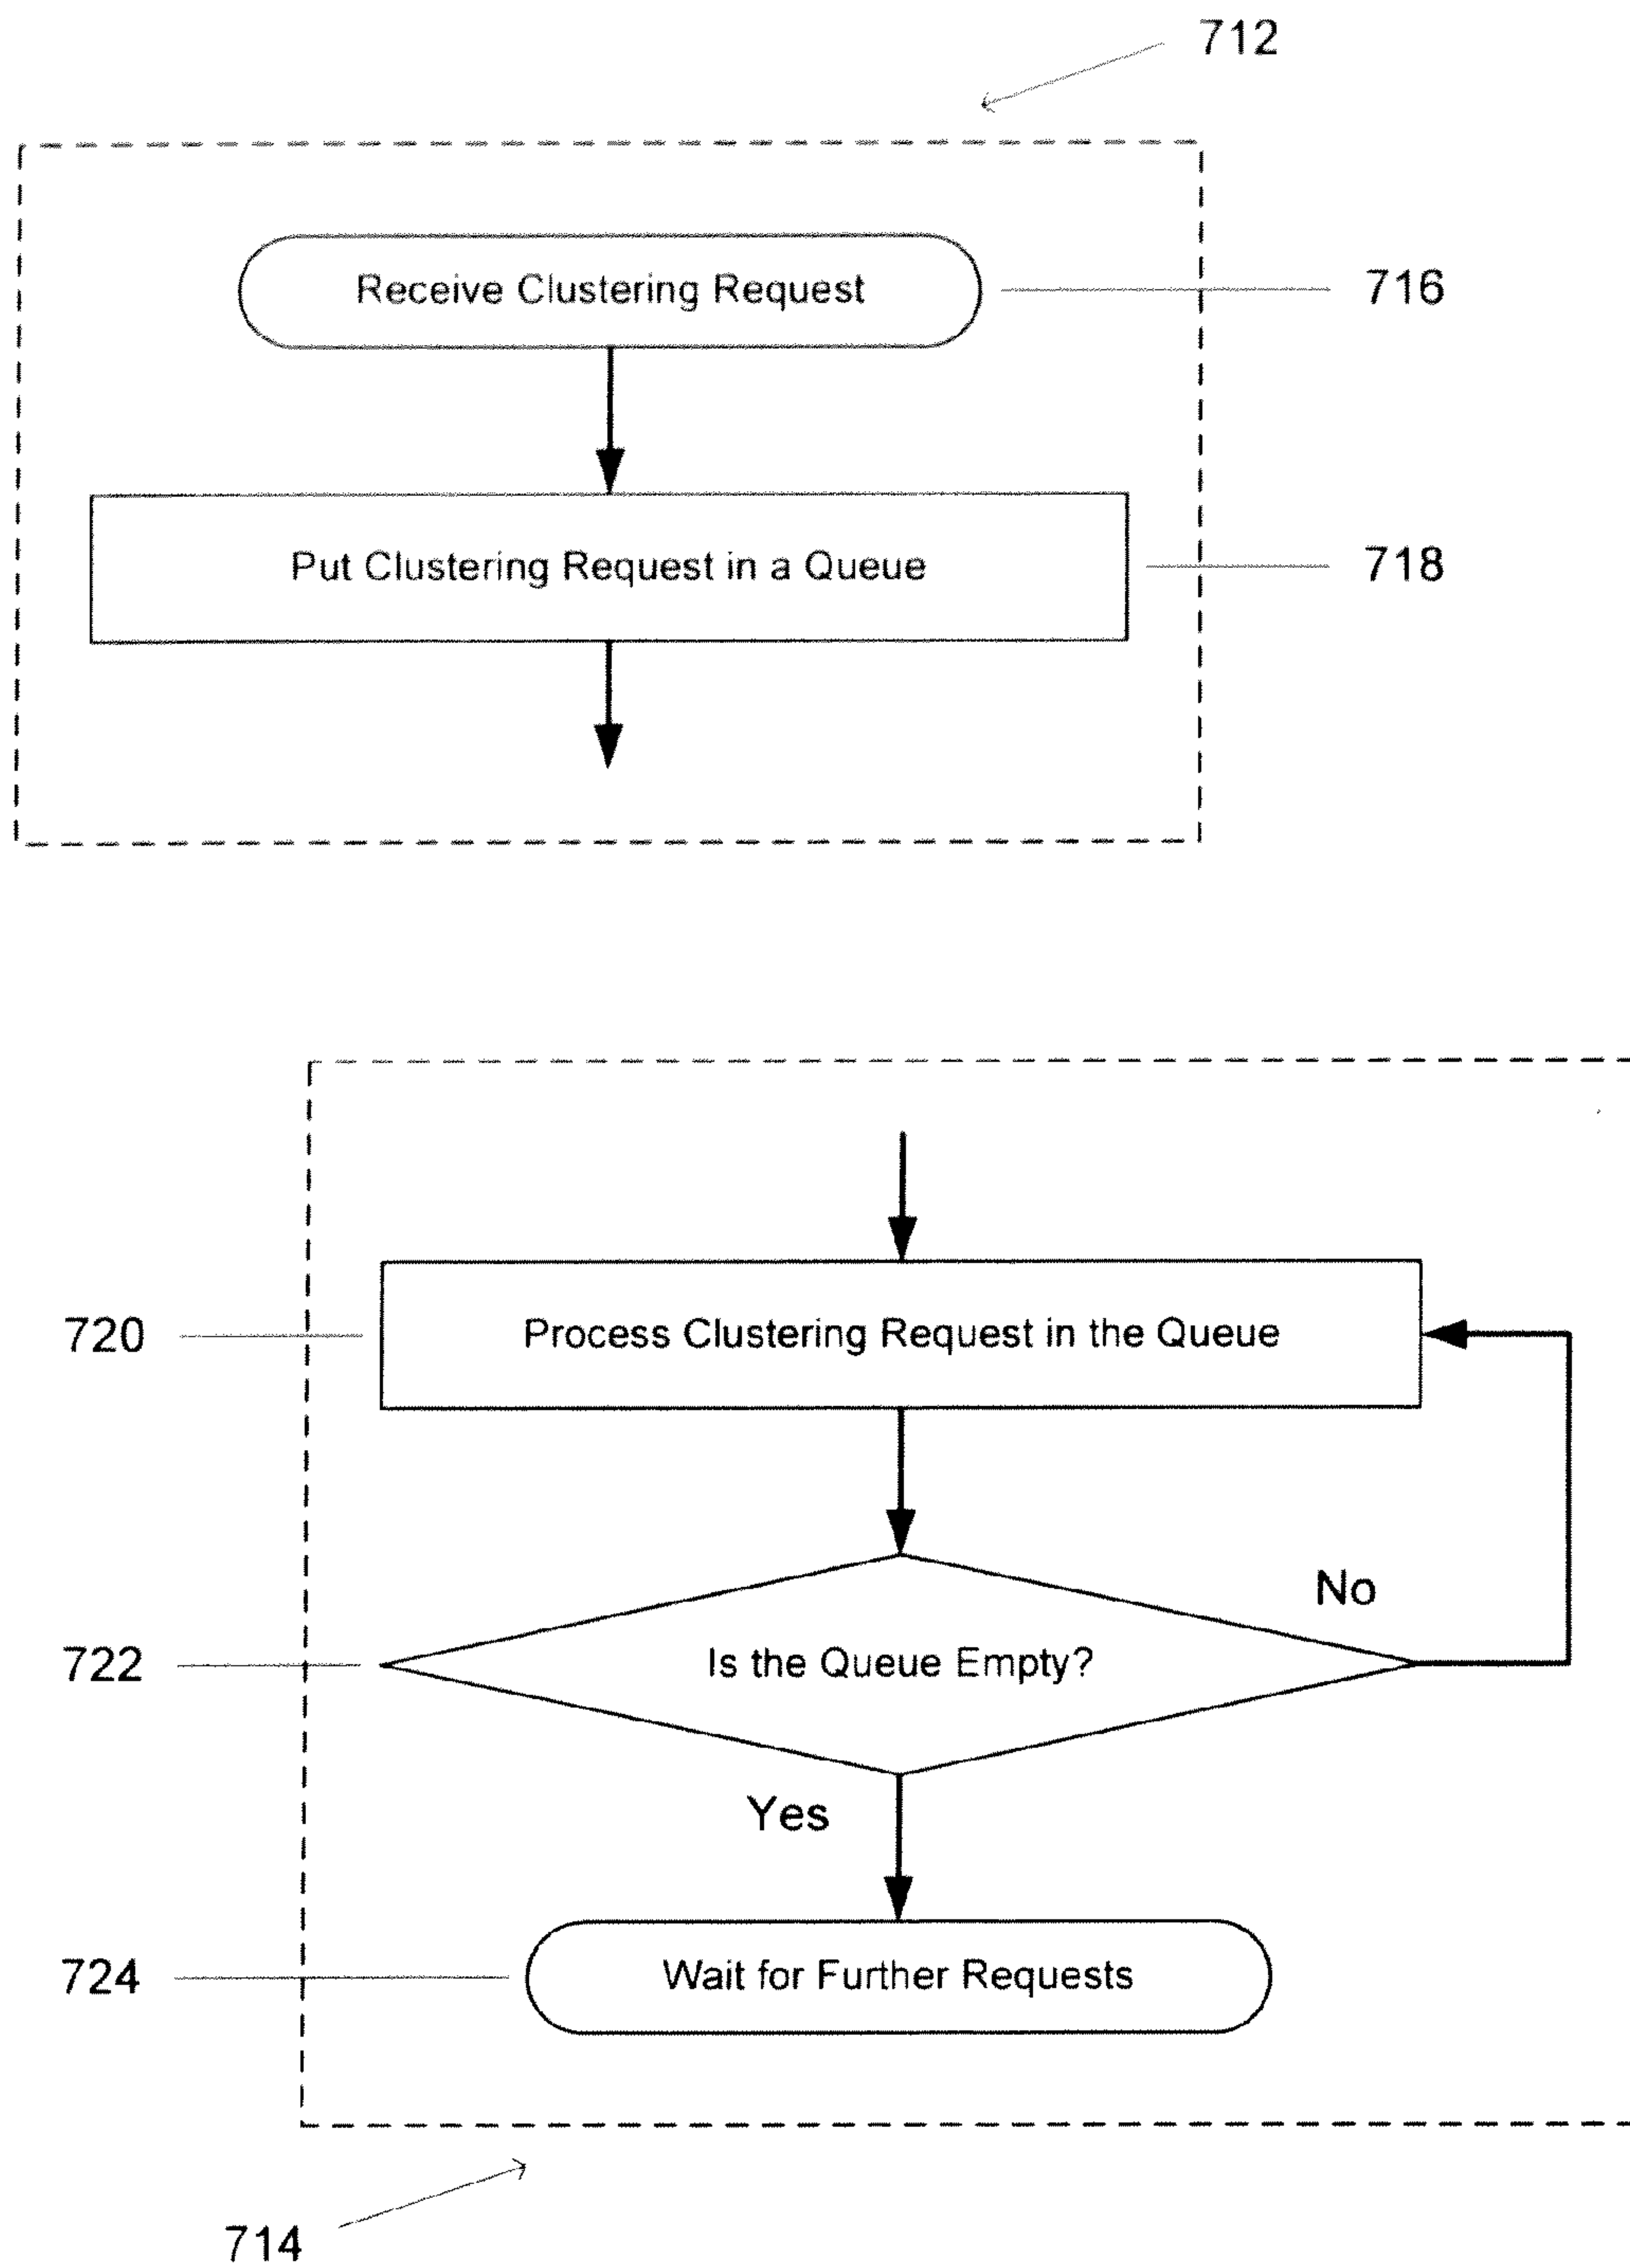 712
Receive Clustering Request
716
Put Clustering Request in a Queue
718
720
Process Clustering Request in the Queue
No
722
Is the Queue Empty?
Yes
724
Wait for Further Requests
714